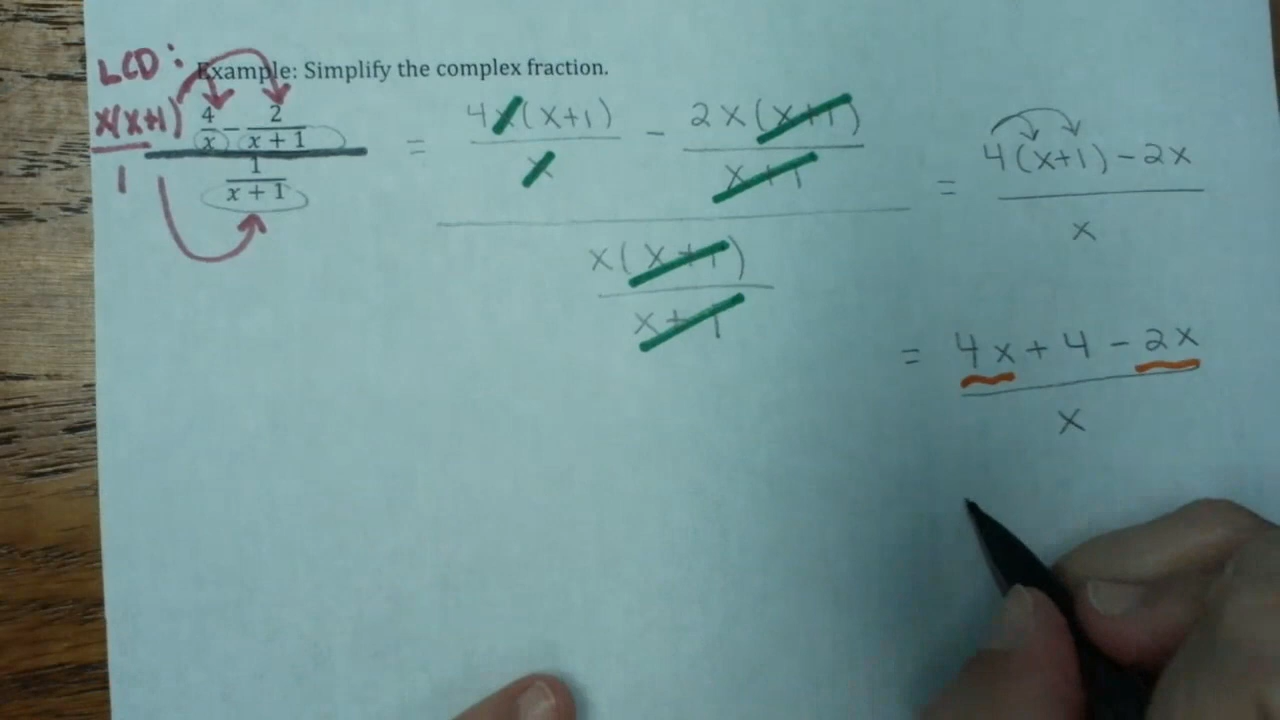 LCD:
Example: Simplify the complex fraction.
x(x+1)
1
4/x − 2/(x + 1)
1/(x + 1)
= 4x(x+1)/x − 2x(x+1)/(x+1)
x(x+1)/(x+1)
= 4(x+1)−2x
x
= 4x+4−2x
x